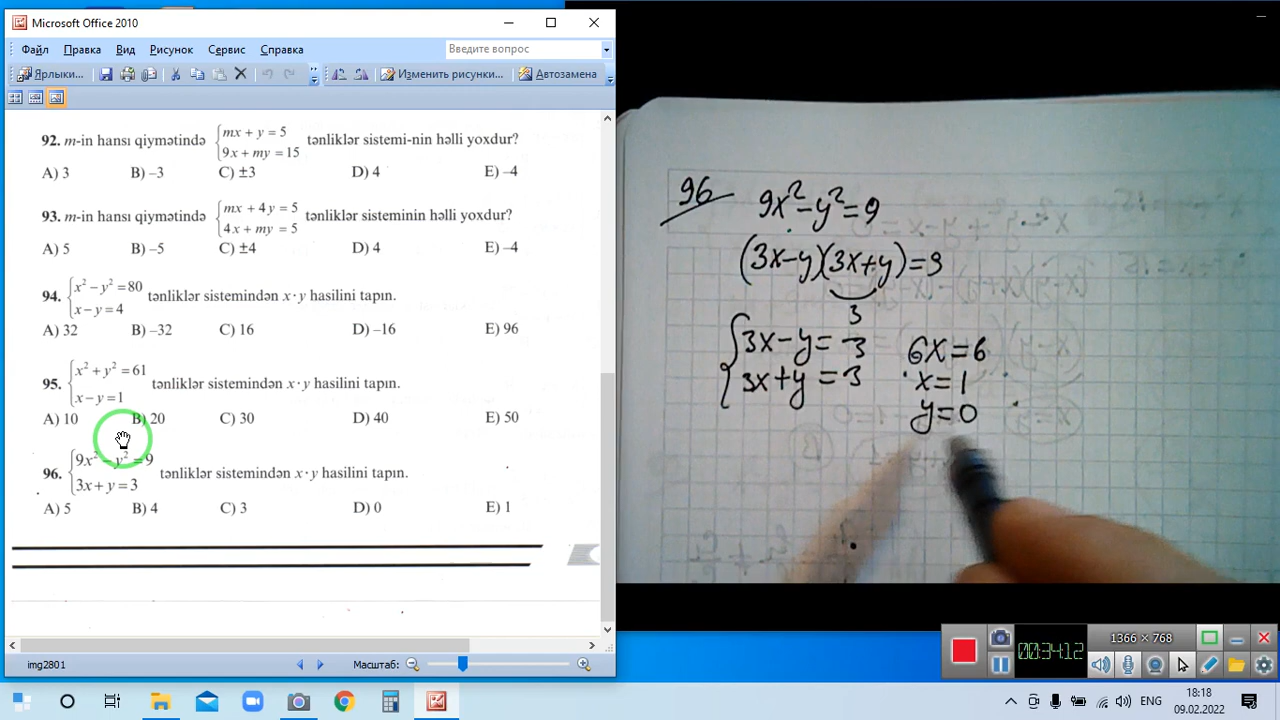 Microsoft Office 2010
Файл Правка Вид Рисунок Сервис Справка
Введите вопрос
Ярлыки...
Изменить рисунки...
Автозамена
92. m-in hansı qiymətində { mx + y = 5
9x + my = 15 tənliklər sistemi-nin həlli yoxdur?
A) 3 B) –3 C) ±3 D) 4 E) –4
93. m-in hansı qiymətində { mx + 4y = 5
4x + my = 5 tənliklər sisteminin həlli yoxdur?
A) 5 B) –5 C) ±4 D) 4 E) –4
94. { x² – y² = 80
x – y = 4 tənliklər sistemindən x · y hasilini tapın.
A) 32 B) –32 C) 16 D) –16 E) 96
95. { x² + y² = 61
x – y = 1 tənliklər sistemindən x · y hasilini tapın.
A) 10 B) 20 C) 30 D) 40 E) 50
96. { 9x² – y² = 9
3x + y = 3 tənliklər sistemindən x · y hasilini tapın.
A) 5 B) 4 C) 3 D) 0 E) 1
img2801
Масштаб:
96
9x² – y² = 9
(3x – y)(3x + y) = 9
3
{ 3x – y = 3
3x + y = 3
6x = 6
x = 1
y = 0
00:34:12
1366 × 768
ENG
18:18
09.02.2022